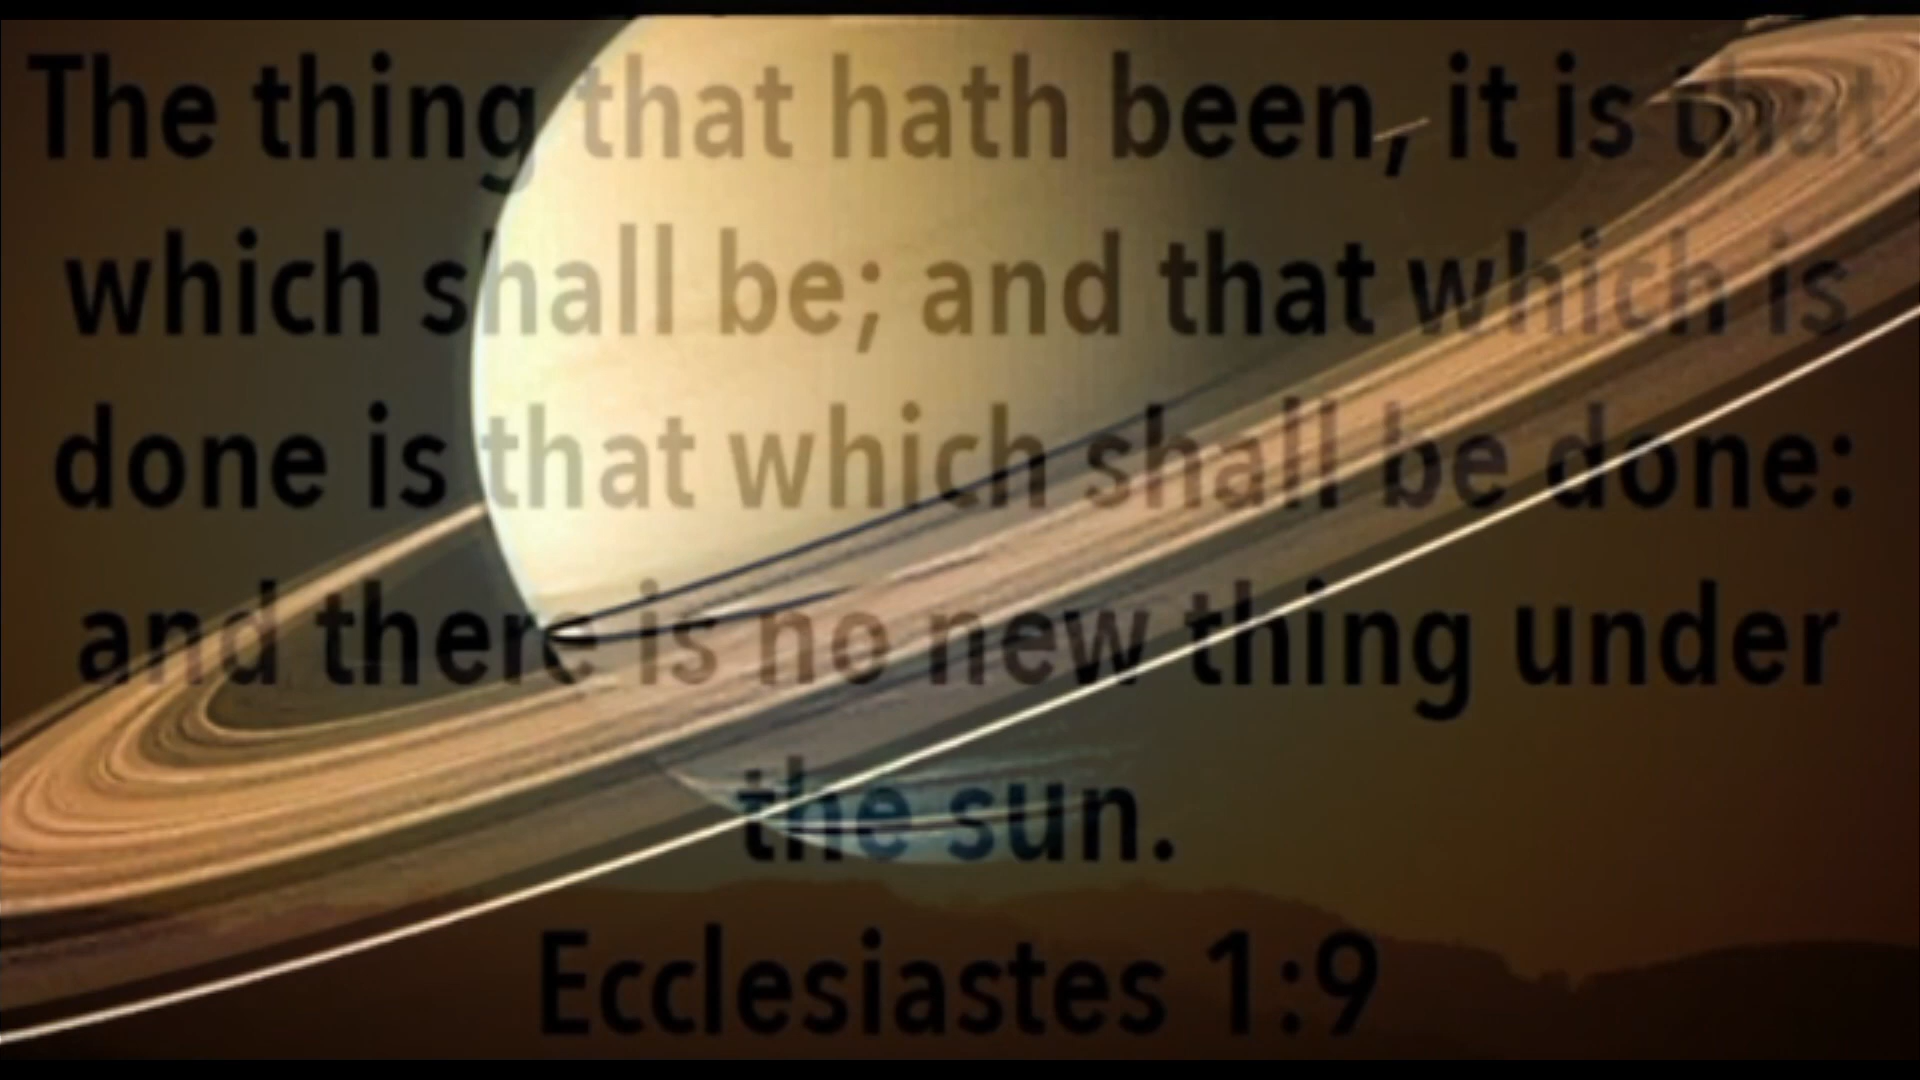 The thing that hath been, it is that
which shall be; and that which is
done is that which shall be done:
and there is no new thing under
the sun.
Ecclesiastes 1:9